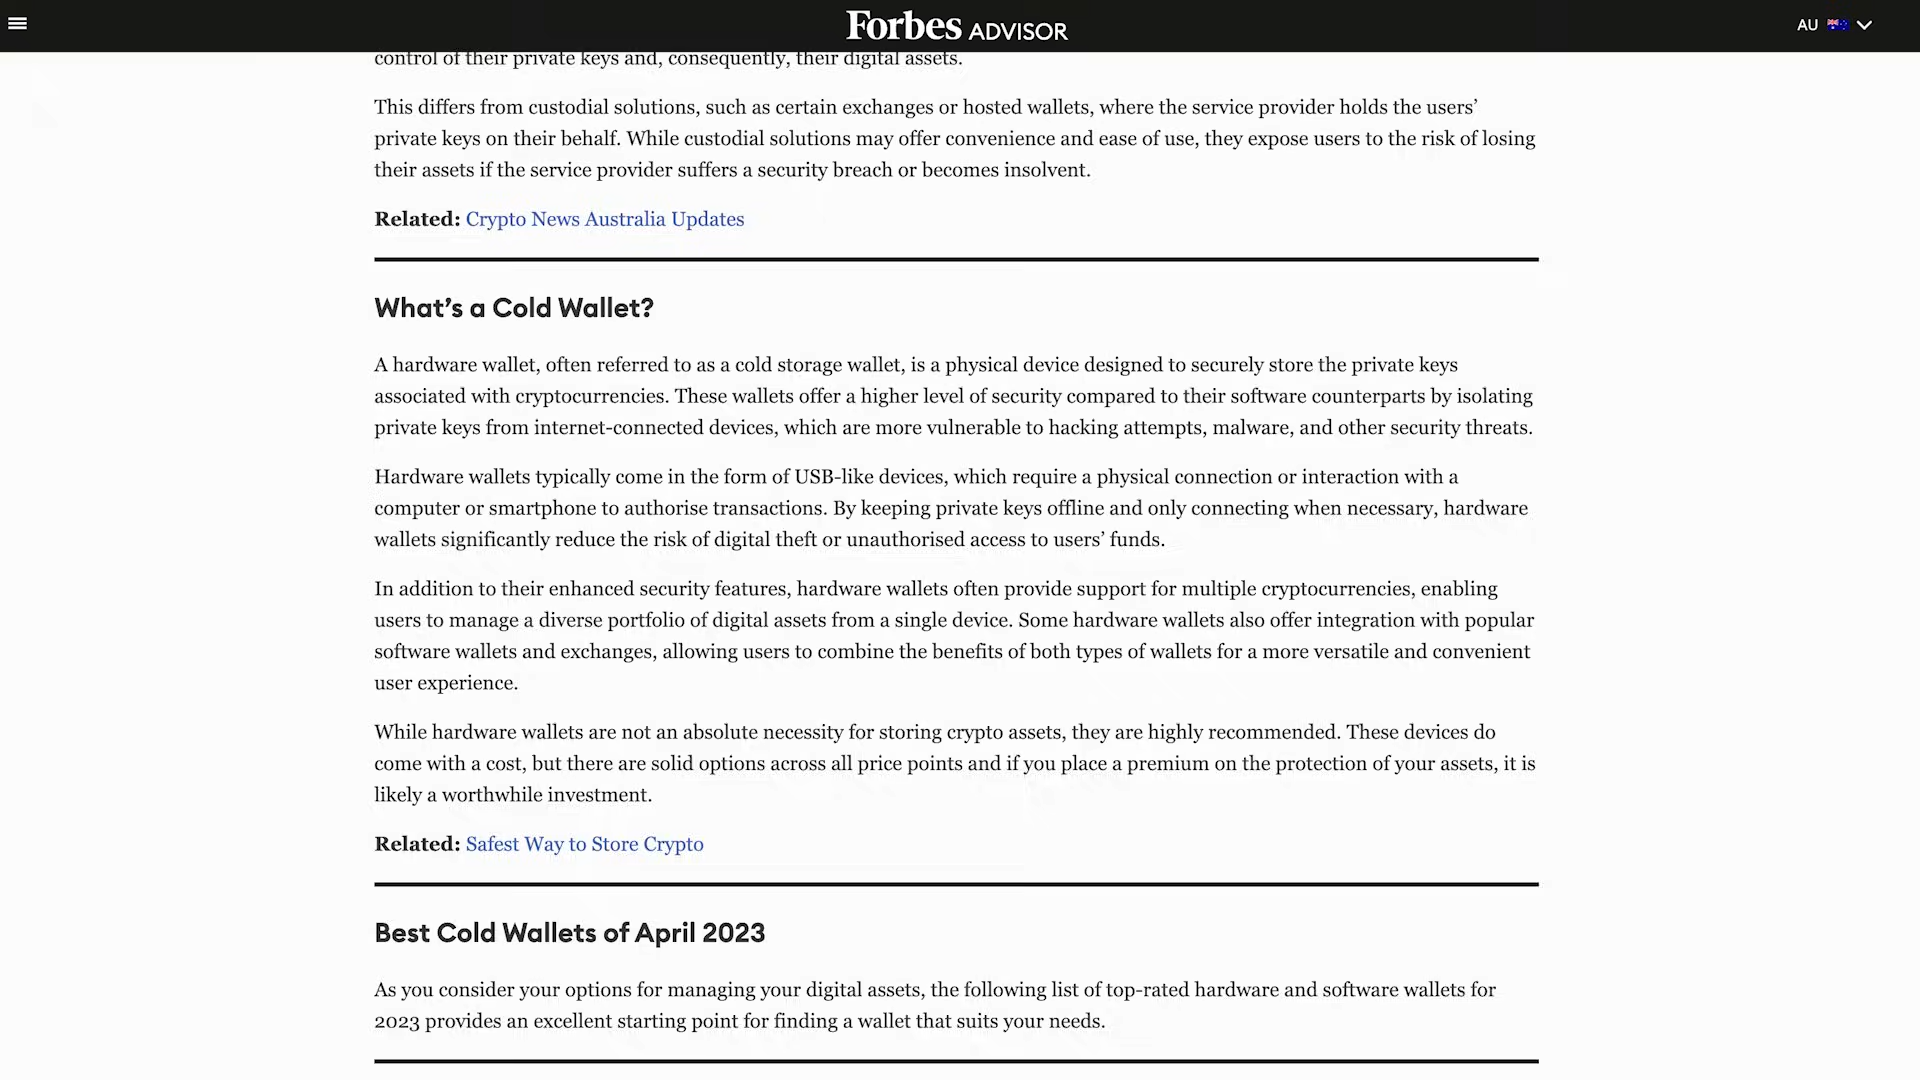 Forbes ADVISOR
AU
control of their private keys and, consequently, their digital assets.
This differs from custodial solutions, such as certain exchanges or hosted wallets, where the service provider holds the users’
private keys on their behalf. While custodial solutions may offer convenience and ease of use, they expose users to the risk of losing
their assets if the service provider suffers a security breach or becomes insolvent.
Related: Crypto News Australia Updates
What’s a Cold Wallet?
A hardware wallet, often referred to as a cold storage wallet, is a physical device designed to securely store the private keys
associated with cryptocurrencies. These wallets offer a higher level of security compared to their software counterparts by isolating
private keys from internet-connected devices, which are more vulnerable to hacking attempts, malware, and other security threats.
Hardware wallets typically come in the form of USB-like devices, which require a physical connection or interaction with a
computer or smartphone to authorise transactions. By keeping private keys offline and only connecting when necessary, hardware
wallets significantly reduce the risk of digital theft or unauthorised access to users’ funds.
In addition to their enhanced security features, hardware wallets often provide support for multiple cryptocurrencies, enabling
users to manage a diverse portfolio of digital assets from a single device. Some hardware wallets also offer integration with popular
software wallets and exchanges, allowing users to combine the benefits of both types of wallets for a more versatile and convenient
user experience.
While hardware wallets are not an absolute necessity for storing crypto assets, they are highly recommended. These devices do
come with a cost, but there are solid options across all price points and if you place a premium on the protection of your assets, it is
likely a worthwhile investment.
Related: Safest Way to Store Crypto
Best Cold Wallets of April 2023
As you consider your options for managing your digital assets, the following list of top-rated hardware and software wallets for
2023 provides an excellent starting point for finding a wallet that suits your needs.